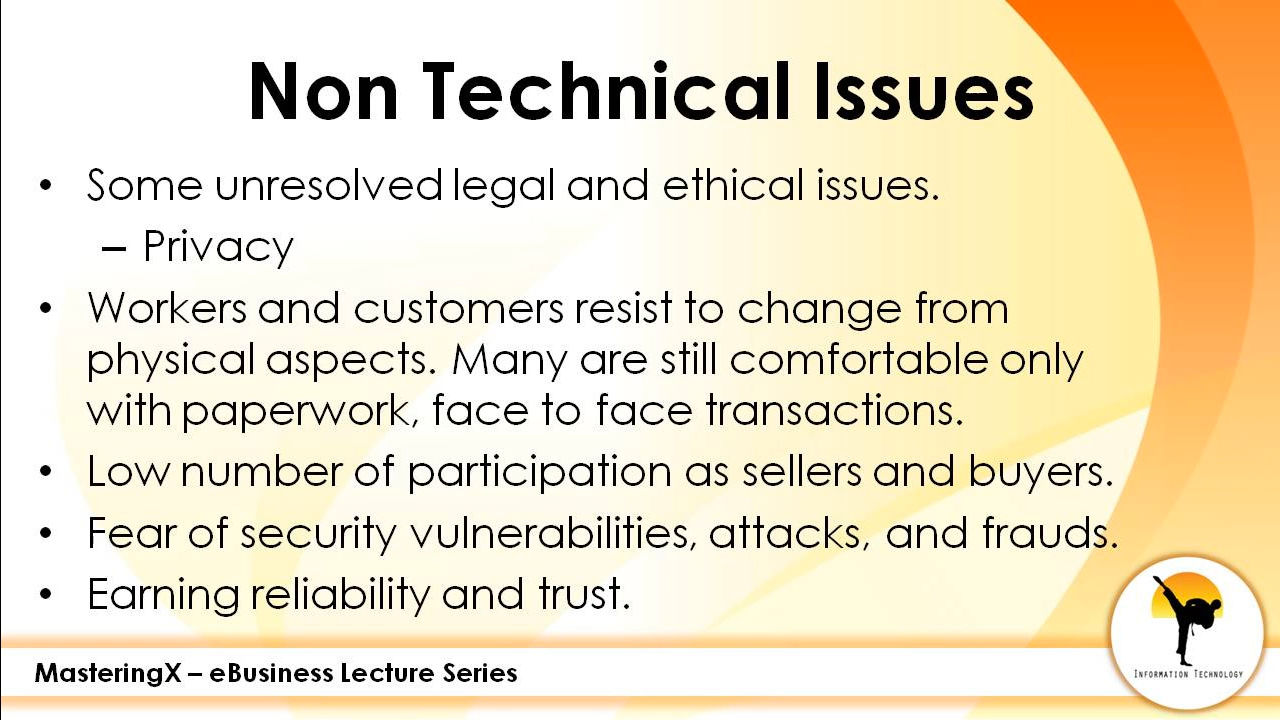 Non Technical Issues
• Some unresolved legal and ethical issues.
– Privacy
• Workers and customers resist to change from
physical aspects. Many are still comfortable only
with paperwork, face to face transactions.
• Low number of participation as sellers and buyers.
• Fear of security vulnerabilities, attacks, and frauds.
• Earning reliability and trust.
MasteringX – eBusiness Lecture Series
Information Technology